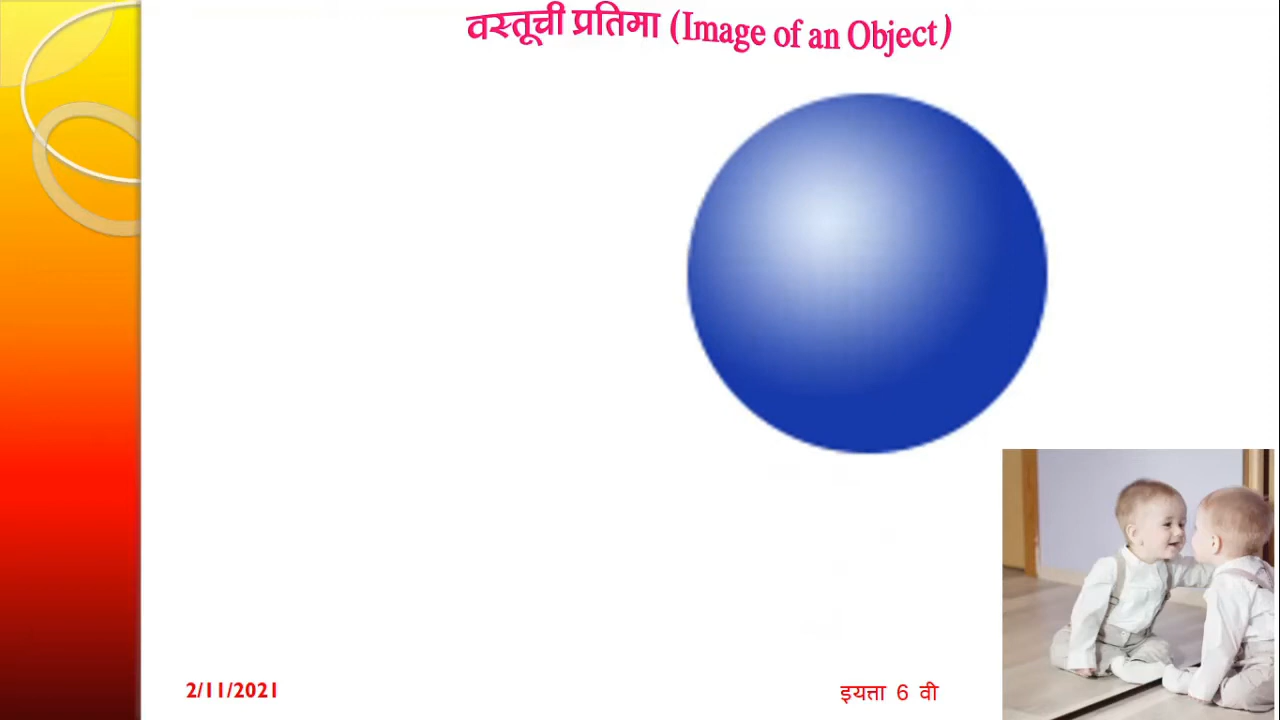 वस्तूची प्रतिमा (Image of an Object)
2/11/2021
इयत्ता 6 वी